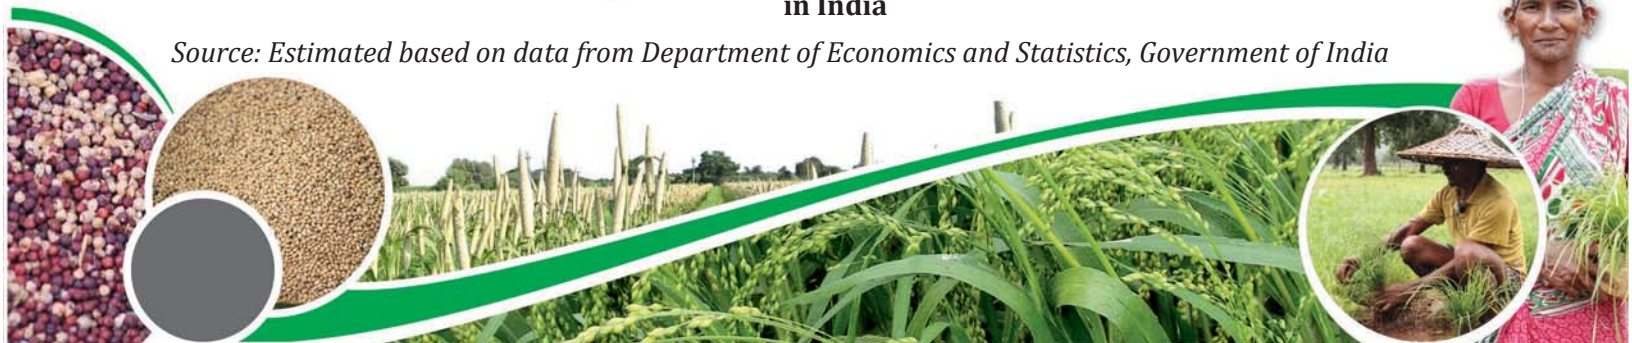 in India
Source: Estimated based on data from Department of Economics and Statistics, Government of India